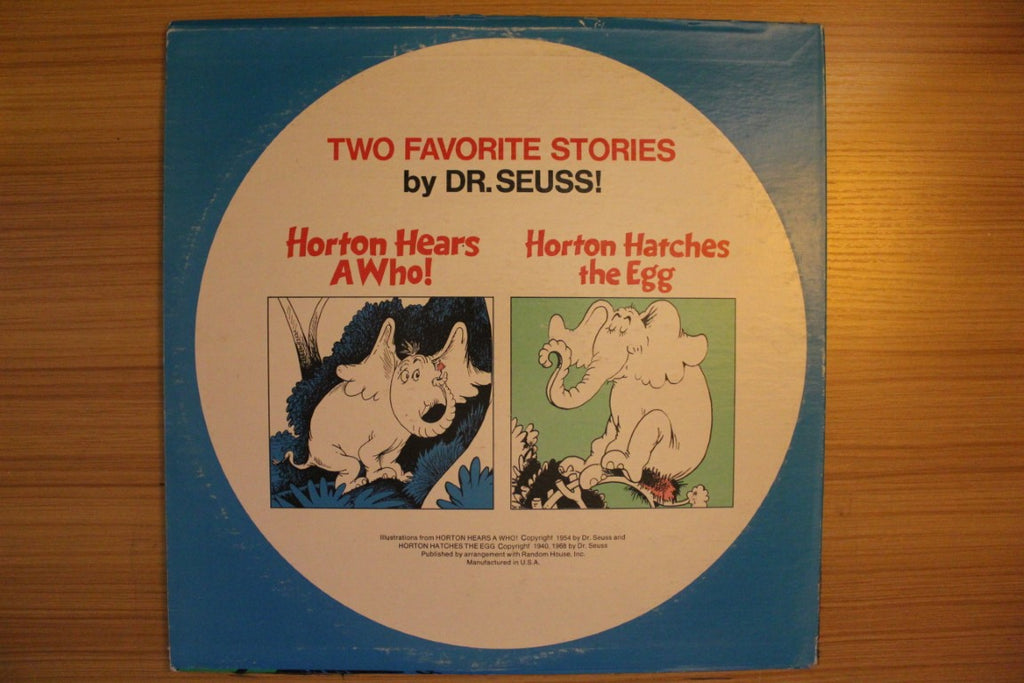 TWO FAVORITE STORIES
by DR. SEUSS!
Horton Hears
A Who!
Horton Hatches
the Egg
Illustrations from HORTON HEARS A WHO! Copyright 1954 by Dr. Seuss and
HORTON HATCHES THE EGG Copyright 1940, 1968 by Dr. Seuss
Published by arrangement with Random House, Inc.
Manufactured in U.S.A.